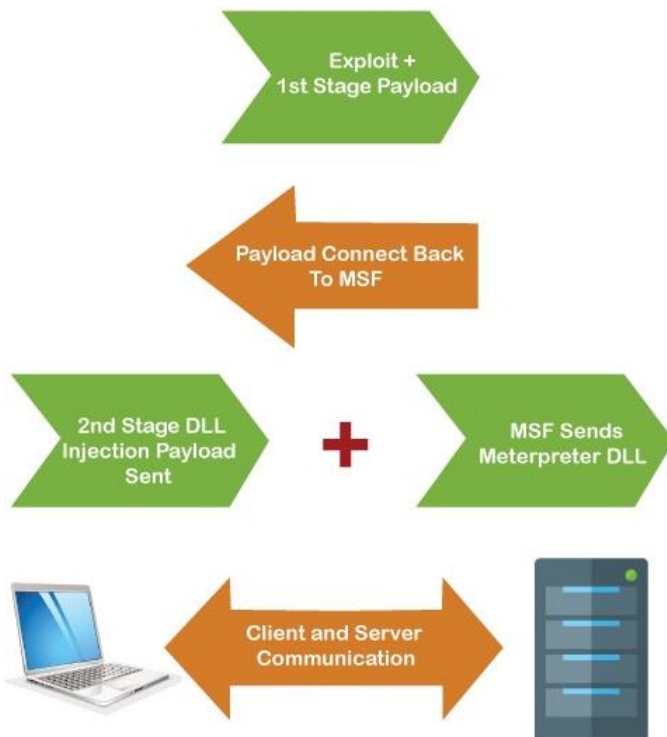 Exploit +
1st Stage Payload
Payload Connect Back
To MSF
2nd Stage DLL
Injection Payload
Sent
MSF Sends
Meterpreter DLL
Client and Server
Communication